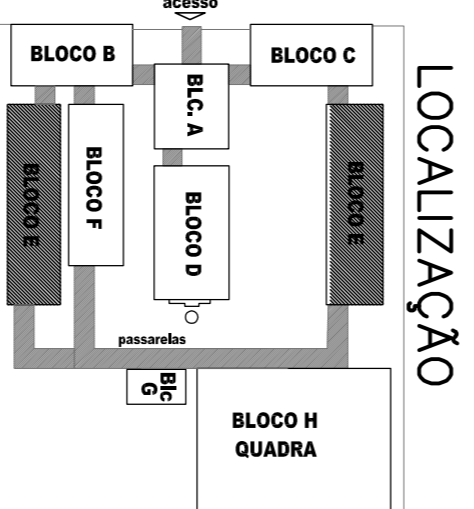 acesso
BLOCO B
BLOCO C
BLC. A
LOCALIZAÇÃO
BLOCO E
BLOCO F
BLOCO D
BLOCO E
passarelas
Blc
G
BLOCO H
QUADRA